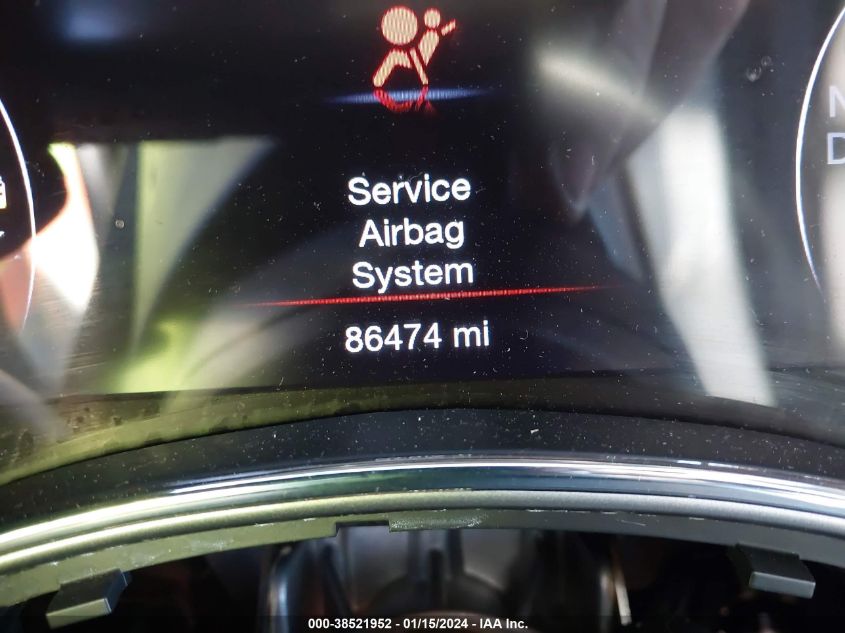 N
D
Service
Airbag
System
86474 mi
000-38521952 - 01/15/2024 - IAA Inc.